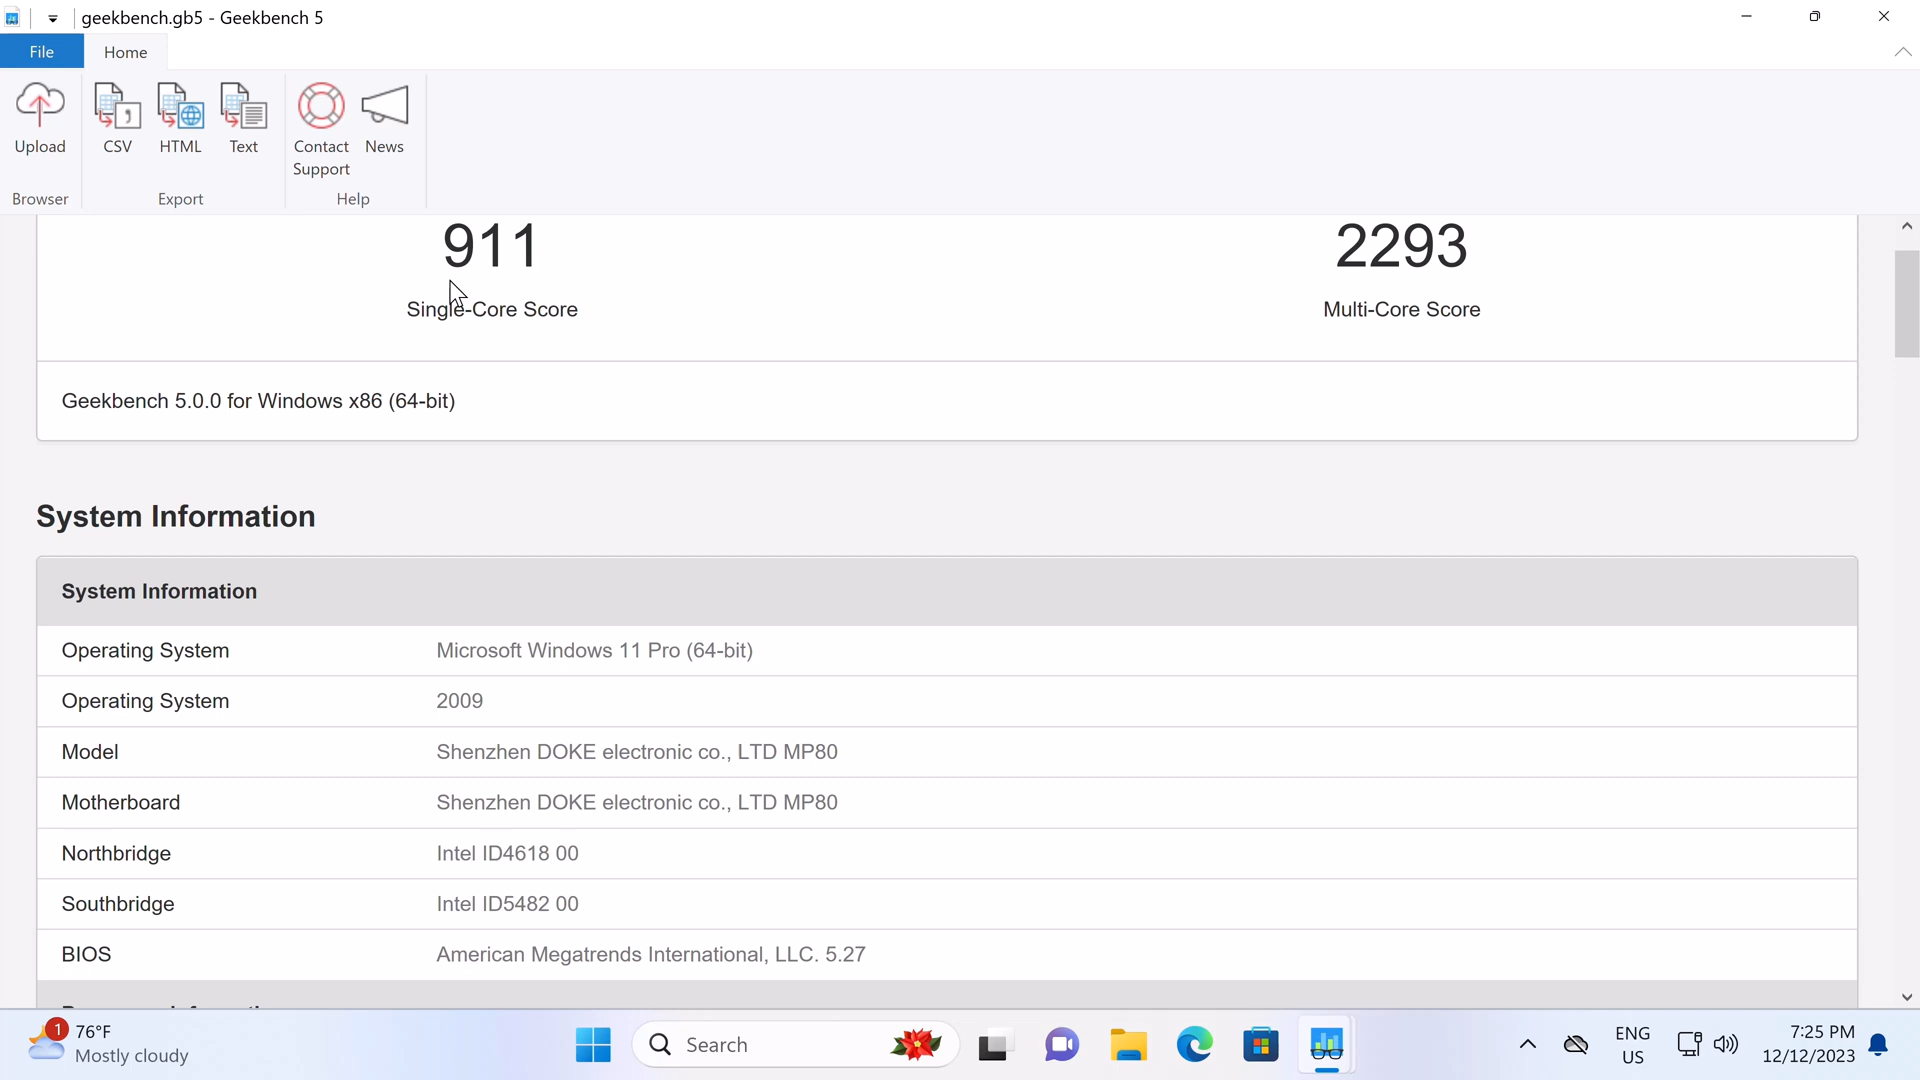 geekbench.gb5 - Geekbench 5
File Home
Upload CSV HTML Text Contact Support News
Browser Export Help
911 2293
Single-Core Score Multi-Core Score
Geekbench 5.0.0 for Windows x86 (64-bit)
System Information
System Information
Operating System Microsoft Windows 11 Pro (64-bit)
Operating System 2009
Model Shenzhen DOKE electronic co., LTD MP80
Motherboard Shenzhen DOKE electronic co., LTD MP80
Northbridge Intel ID4618 00
Southbridge Intel ID5482 00
BIOS American Megatrends International, LLC. 5.27
1 76°F
Mostly cloudy
Search
ENG
US
7:25 PM
12/12/2023